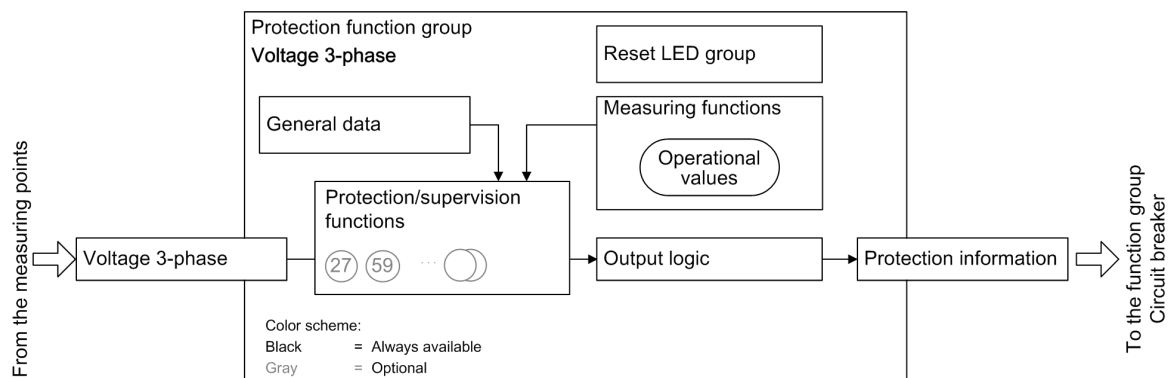 Protection function group
Voltage 3-phase
Reset LED group
General data
Measuring functions
Operational
values
From the measuring points
Voltage 3-phase
Protection/supervision
functions
27 59 ...
Output logic
Protection information
To the function group
Circuit breaker
Color scheme:
Black = Always available
Gray = Optional